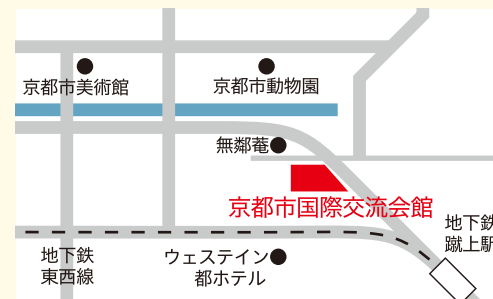 京都市美術館
京都市動物園
無鄰菴
京都市国際交流会館
地下鉄
蹴上駅
地下鉄
東西線
ウェスティン
都ホテル